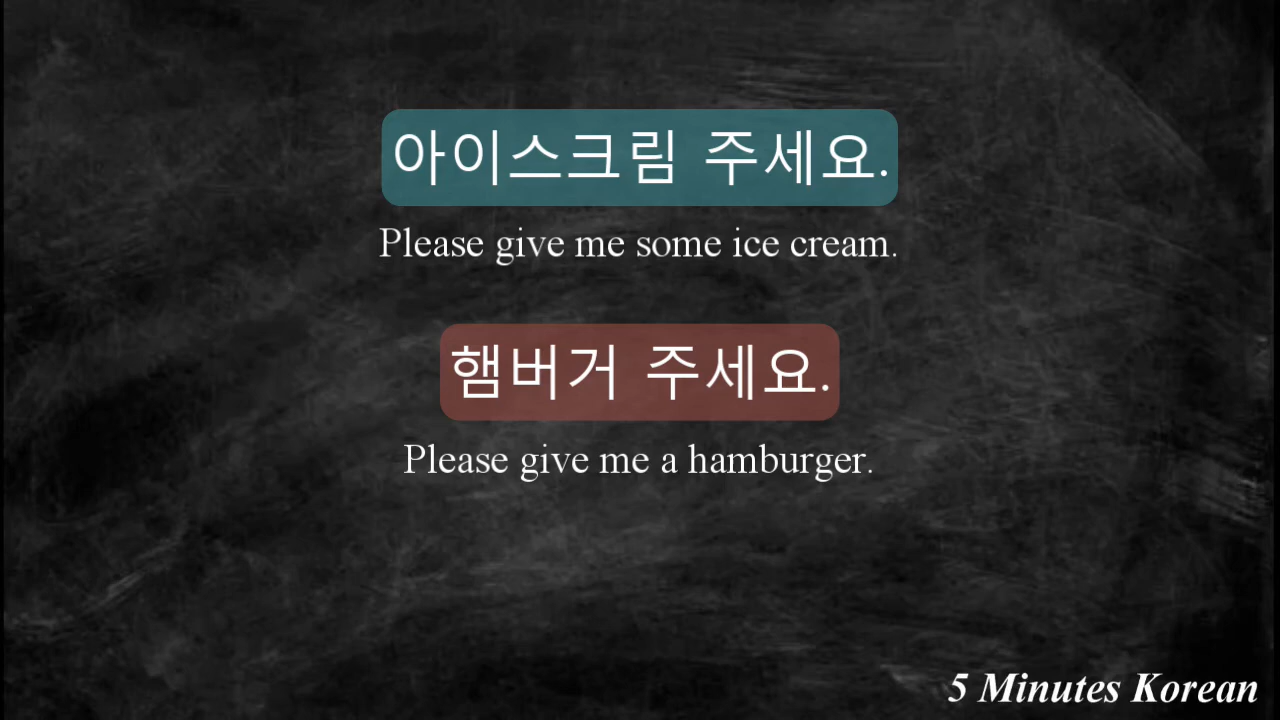 아이스크림 주세요.
Please give me some ice cream.
햄버거 주세요.
Please give me a hamburger.
5 Minutes Korean